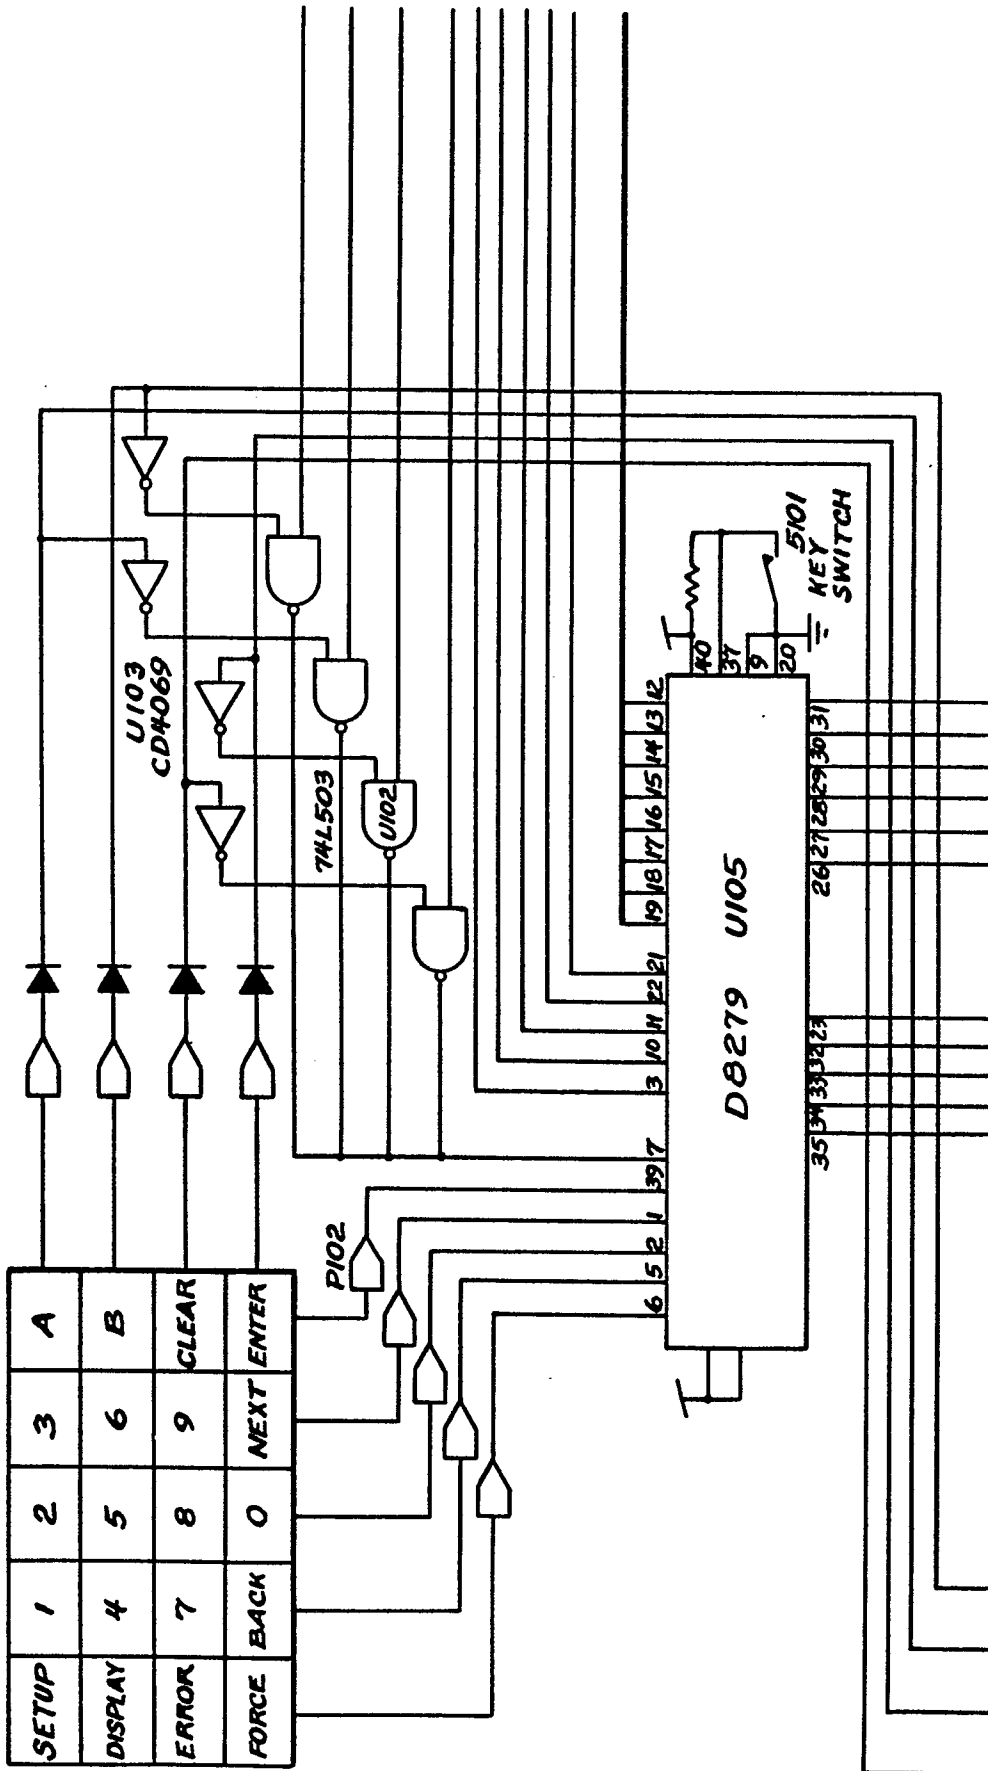 SETUP 1 2 3 A
DISPLAY 4 5 6 B
ERROR 7 8 9 CLEAR
FORCE BACK 0 NEXT ENTER
U103
CD4069
74LS03
U102
P102
6 5 2 1 39 7 3 10 11 22 21 19 18 17 16 15 14 13 12
D8279 U105
40
37
9
20
S101
KEY
SWITCH
35 34 33 32 23 26 27 28 29 30 31